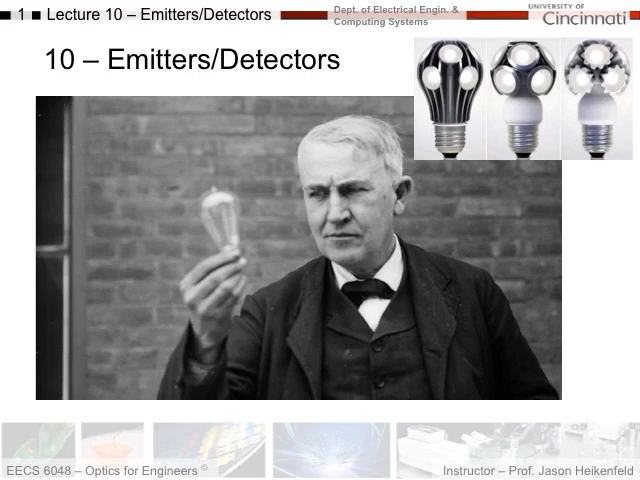 1 Lecture 10 – Emitters/Detectors
Dept. of Electrical Engin. &
Computing Systems
UNIVERSITY OF
Cincinnati
10 – Emitters/Detectors
EECS 6048 – Optics for Engineers ©
Instructor – Prof. Jason Heikenfeld